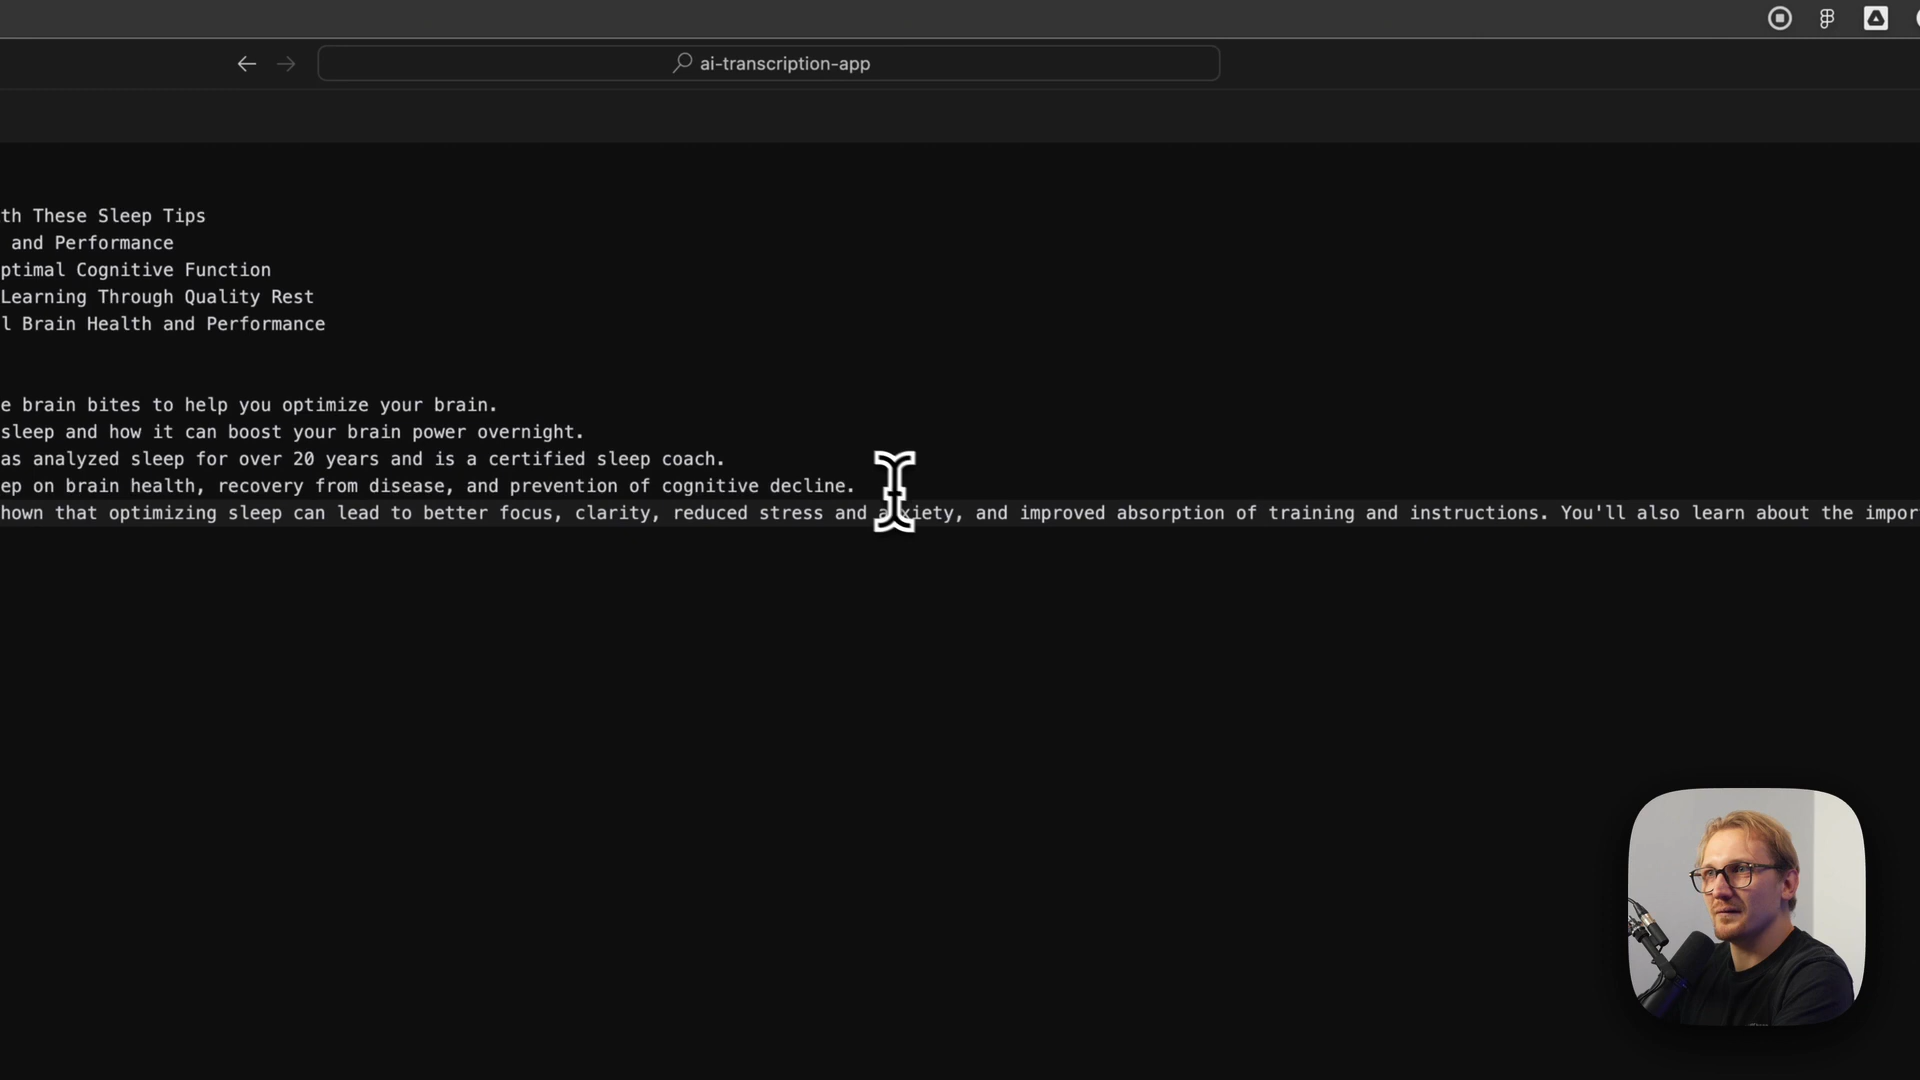 ai-transcription-app
th These Sleep Tips
and Performance
ptimal Cognitive Function
Learning Through Quality Rest
l Brain Health and Performance
e brain bites to help you optimize your brain.
sleep and how it can boost your brain power overnight.
as analyzed sleep for over 20 years and is a certified sleep coach.
ep on brain health, recovery from disease, and prevention of cognitive decline.
hown that optimizing sleep can lead to better focus, clarity, reduced stress and anxiety, and improved absorption of training and instructions. You'll also learn about the impor